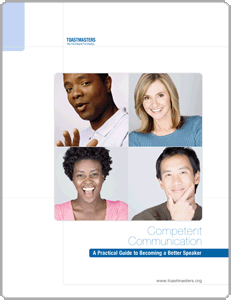 TOASTMASTERS
Competent
Communication
A Practical Guide to Becoming a Better Speaker
www.toastmasters.org